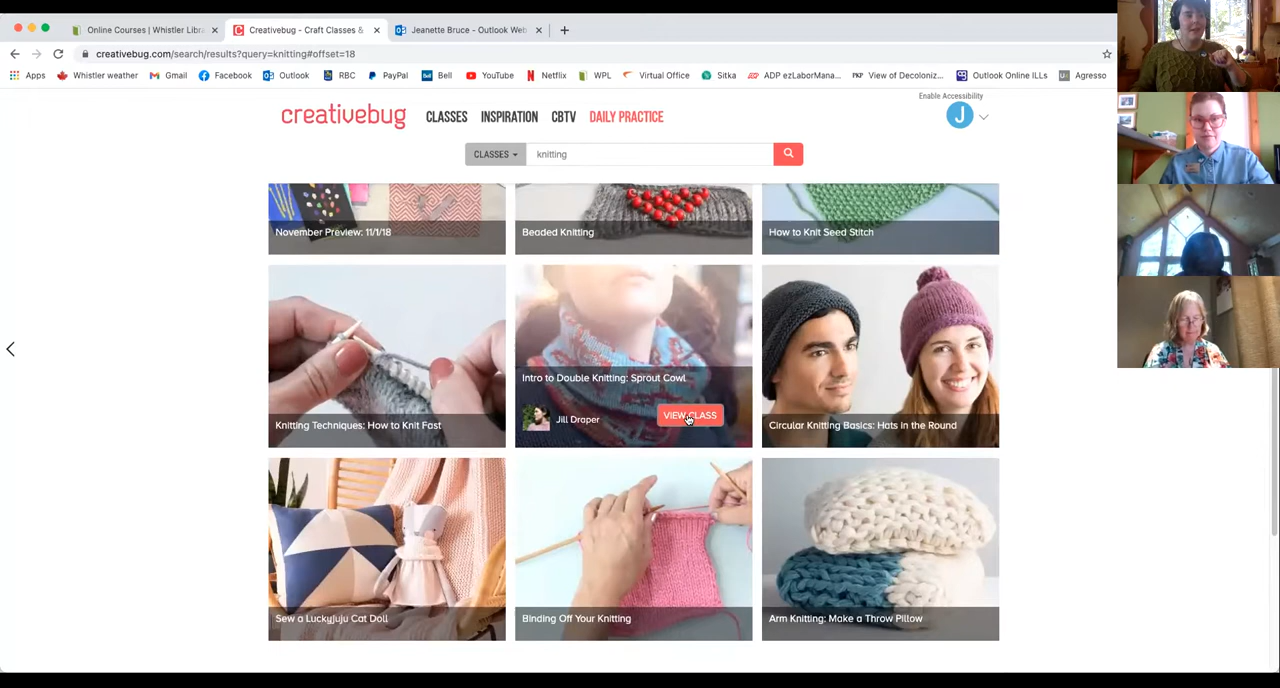 Online Courses | Whistler Libra
Creativebug - Craft Classes &
Jeanette Bruce - Outlook Web
creativebug.com/search/results?query=knitting#offset=18
Apps
Whistler weather
Gmail
Facebook
Outlook
RBC
PayPal
Bell
YouTube
Netflix
WPL
Virtual Office
Sitka
ADP ezLaborMana...
View of Decoloniz...
Outlook Online ILLs
Agresso
Enable Accessibility
creativebug
CLASSES
INSPIRATION
CBTV
DAILY PRACTICE
J
CLASSES
knitting
November Preview: 11/1/18
Beaded Knitting
How to Knit Seed Stitch
Knitting Techniques: How to Knit Fast
Intro to Double Knitting: Sprout Cowl
Jill Draper
VIEW CLASS
Circular Knitting Basics: Hats in the Round
Sew a Luckyjuju Cat Doll
Binding Off Your Knitting
Arm Knitting: Make a Throw Pillow